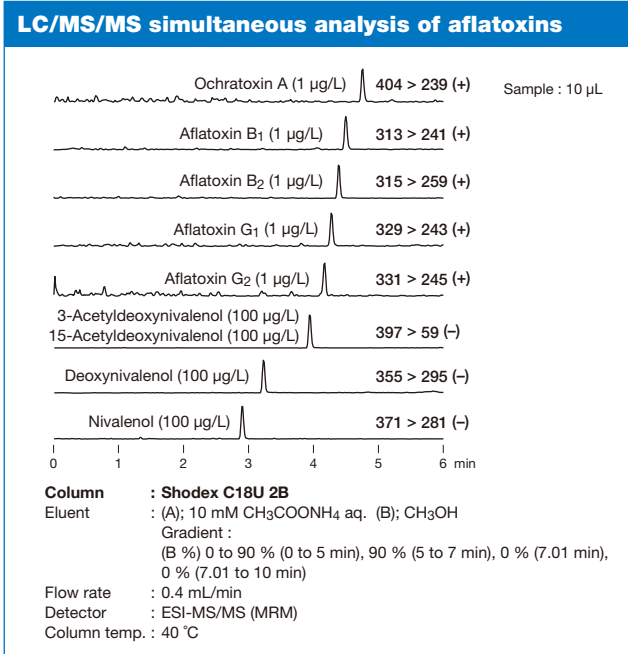 LC/MS/MS simultaneous analysis of aflatoxins
Ochratoxin A (1 µg/L) 404 > 239 (+) Sample : 10 µL
Aflatoxin B1 (1 µg/L) 313 > 241 (+)
Aflatoxin B2 (1 µg/L) 315 > 259 (+)
Aflatoxin G1 (1 µg/L) 329 > 243 (+)
Aflatoxin G2 (1 µg/L) 331 > 245 (+)
3-Acetyldeoxynivalenol (100 µg/L)
15-Acetyldeoxynivalenol (100 µg/L) 397 > 59 (–)
Deoxynivalenol (100 µg/L) 355 > 295 (–)
Nivalenol (100 µg/L) 371 > 281 (–)
0 1 2 3 4 5 6 min
Column : Shodex C18U 2B
Eluent : (A); 10 mM CH3COONH4 aq. (B); CH3OH
Gradient :
(B %) 0 to 90 % (0 to 5 min), 90 % (5 to 7 min), 0 % (7.01 min),
0 % (7.01 to 10 min)
Flow rate : 0.4 mL/min
Detector : ESI-MS/MS (MRM)
Column temp. : 40 ˚C